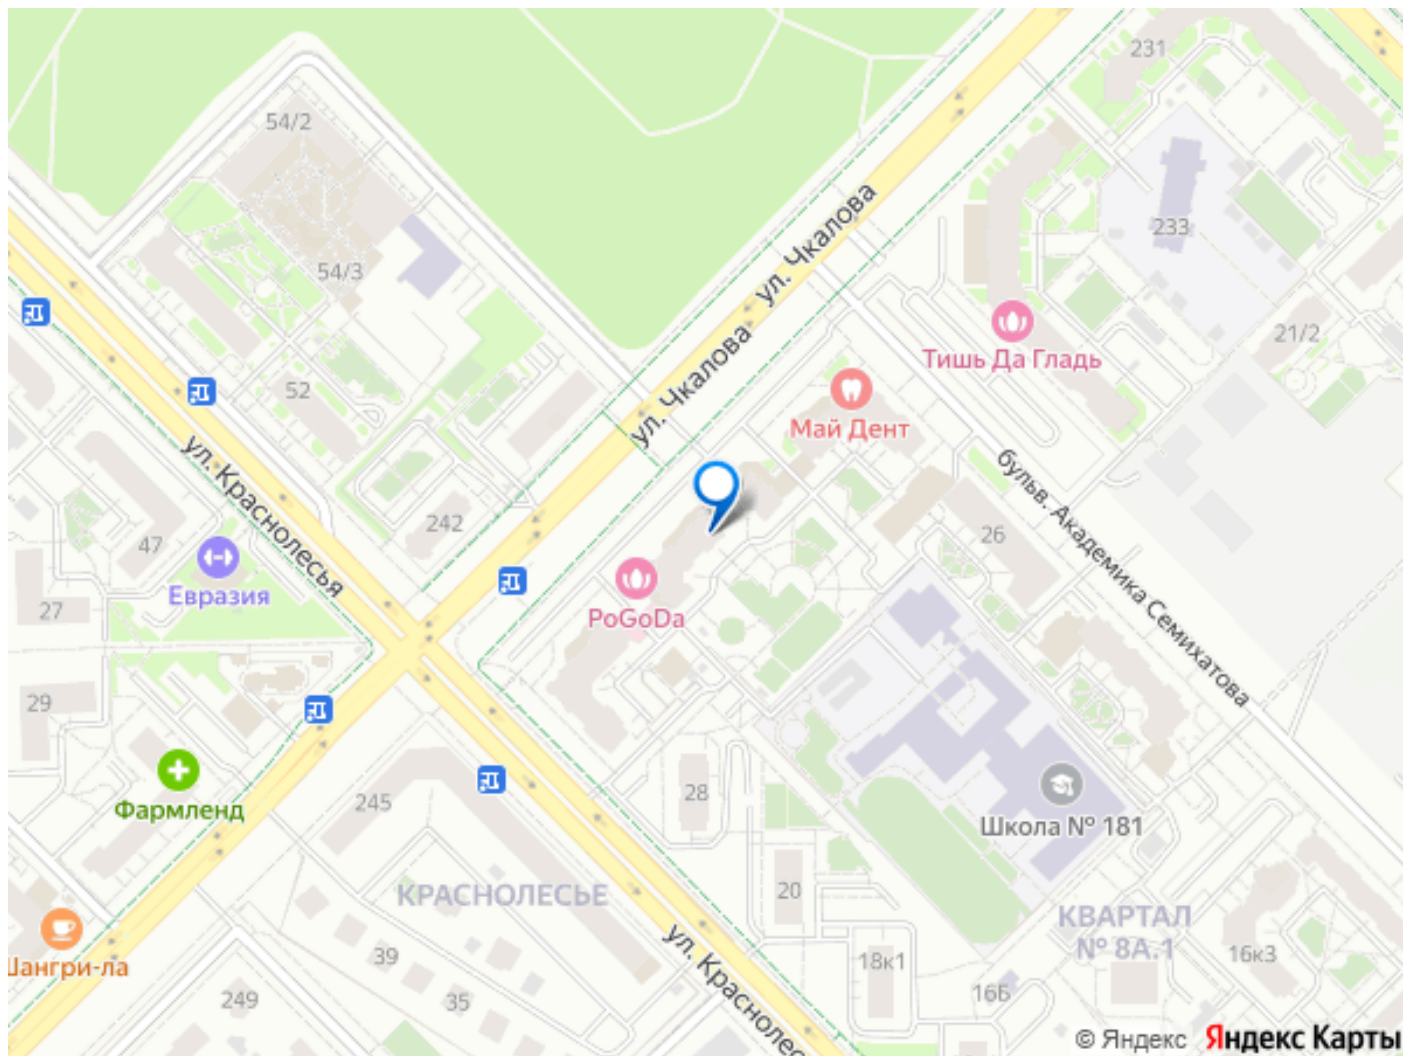 231
54/2
ул. Чкалова
233
54/3
ул. Чкалова
21/2
Тишь Да Гладь
52
Май Дент
ул. Краснолесья
бульв. Академика Семихатова
242
26
47
Евразия
27
PoGoDa
29
28
245
Фармленд
Школа № 181
КРАСНОЛЕСЬЕ
20
КВАРТАЛ
№ 8А.1
ул. Краснолес
39
18к1
16к3
Шангри-ла
249
35
16Б
© Яндекс Яндекс Карты